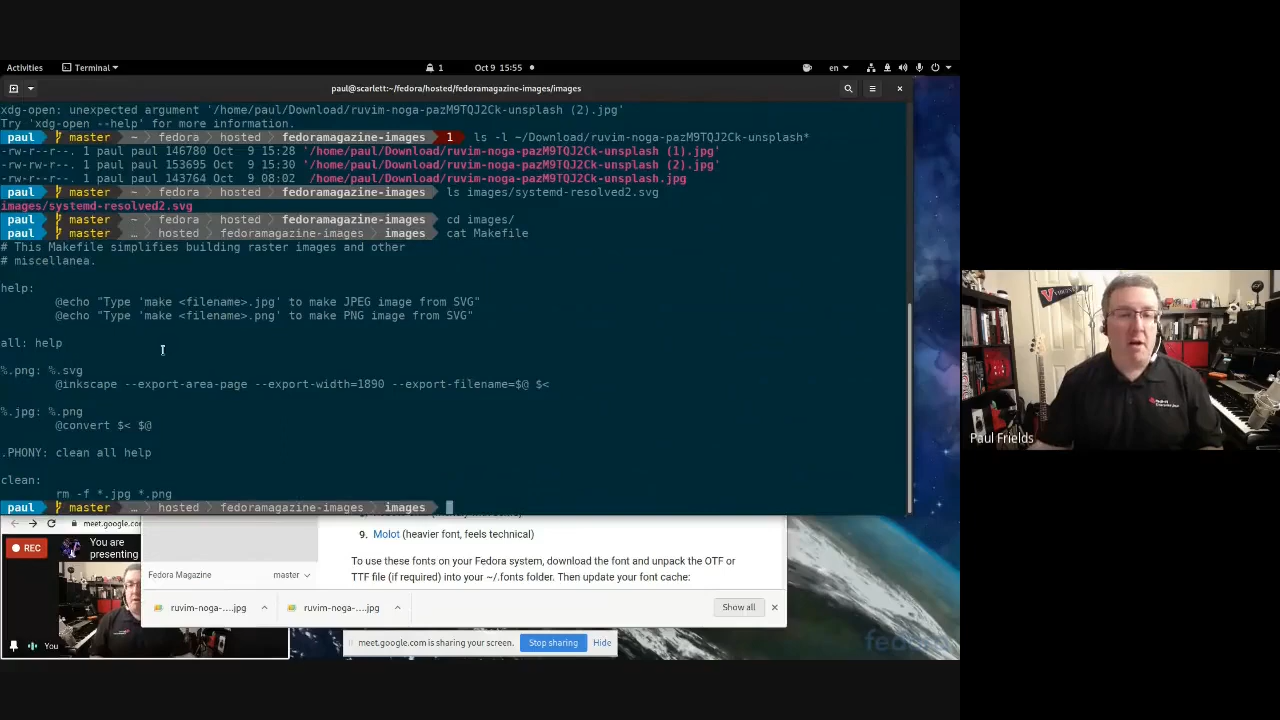 Activities
Terminal
1
Oct 9 15:55
en
paul@scarlett:~/fedora/hosted/fedoramagazine-images/images
xdg-open: unexpected argument '/home/paul/Download/ruvim-noga-pazM9TQJ2Ck-unsplash (2).jpg'
Try 'xdg-open --help' for more information.
paul master ~ fedora hosted fedoramagazine-images 1 ls -l ~/Download/ruvim-noga-pazM9TQJ2Ck-unsplash*
-rw-r--r--. 1 paul paul 146780 Oct 9 15:28 '/home/paul/Download/ruvim-noga-pazM9TQJ2Ck-unsplash (1).jpg'
-rw-rw-r--. 1 paul paul 153695 Oct 9 15:30 '/home/paul/Download/ruvim-noga-pazM9TQJ2Ck-unsplash (2).jpg'
-rw-r--r--. 1 paul paul 143764 Oct 9 08:02 /home/paul/Download/ruvim-noga-pazM9TQJ2Ck-unsplash.jpg
paul master ~ fedora hosted fedoramagazine-images ls images/systemd-resolved2.svg
images/systemd-resolved2.svg
paul master ~ fedora hosted fedoramagazine-images cd images/
paul master … hosted fedoramagazine-images images cat Makefile
# This Makefile simplifies building raster images and other
# miscellanea.
help:
@echo "Type 'make <filename>.jpg' to make JPEG image from SVG"
@echo "Type 'make <filename>.png' to make PNG image from SVG"
all: help
%.png: %.svg
@inkscape --export-area-page --export-width=1890 --export-filename=$@ $<
%.jpg: %.png
@convert $< $@
.PHONY: clean all help
clean:
rm -f *.jpg *.png
paul master … hosted fedoramagazine-images images
meet.google.com
REC
You are
presenting
9. Molot (heavier font, feels technical)
To use these fonts on your Fedora system, download the font and unpack the OTF or
TTF file (if required) into your ~/.fonts folder. Then update your font cache:
Fedora Magazine
master
ruvim-noga-....jpg
ruvim-noga-....jpg
Show all
meet.google.com is sharing your screen.
Stop sharing
Hide
You
Paul Frields